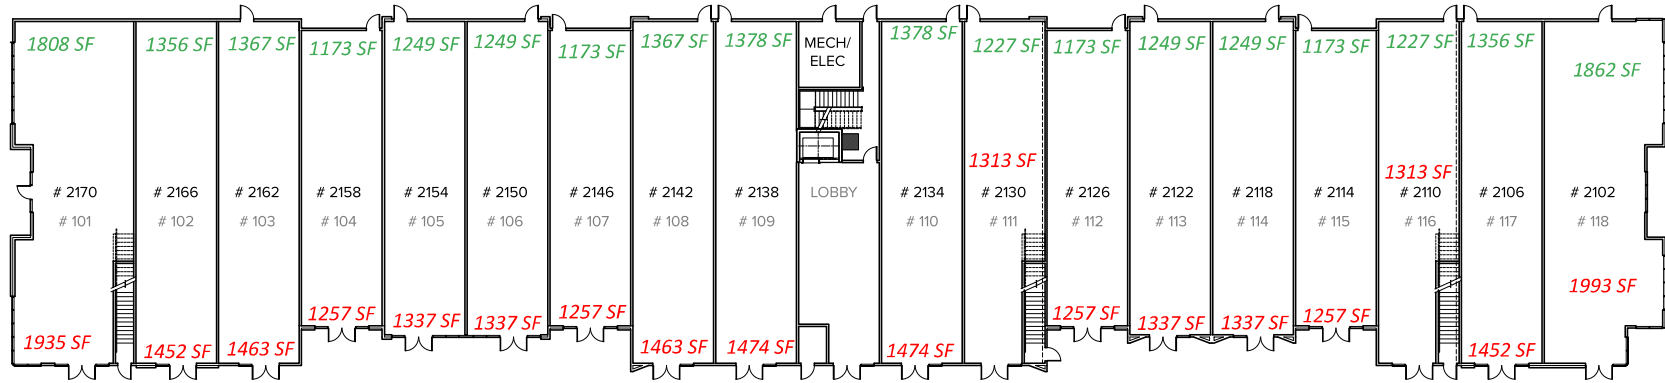 1808 SF
1356 SF
1367 SF
1173 SF
1249 SF
1249 SF
1173 SF
1367 SF
1378 SF
MECH/
ELEC
1378 SF
1227 SF
1173 SF
1249 SF
1249 SF
1173 SF
1227 SF
1356 SF
1862 SF
1313 SF
1313 SF
# 2170
# 2166
# 2162
# 2158
# 2154
# 2150
# 2146
# 2142
# 2138
LOBBY
# 2134
# 2130
# 2126
# 2122
# 2118
# 2114
# 2110
# 2106
# 2102
# 101
# 102
# 103
# 104
# 105
# 106
# 107
# 108
# 109
# 110
# 111
# 112
# 113
# 114
# 115
# 116
# 117
# 118
1993 SF
1935 SF
1452 SF
1463 SF
1257 SF
1337 SF
1337 SF
1257 SF
1463 SF
1474 SF
1474 SF
1257 SF
1337 SF
1337 SF
1257 SF
1452 SF